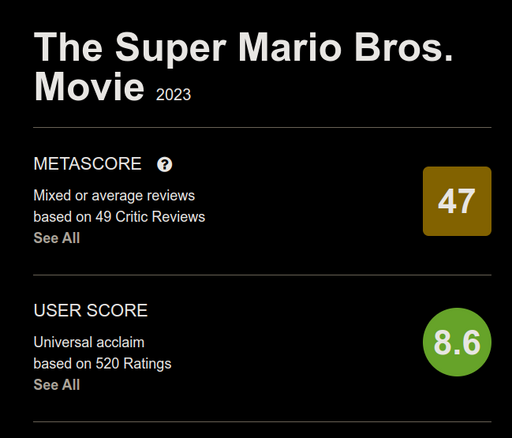 The Super Mario Bros.
Movie 2023
METASCORE ?
Mixed or average reviews
based on 49 Critic Reviews
See All
47
USER SCORE
Universal acclaim
based on 520 Ratings
See All
8.6